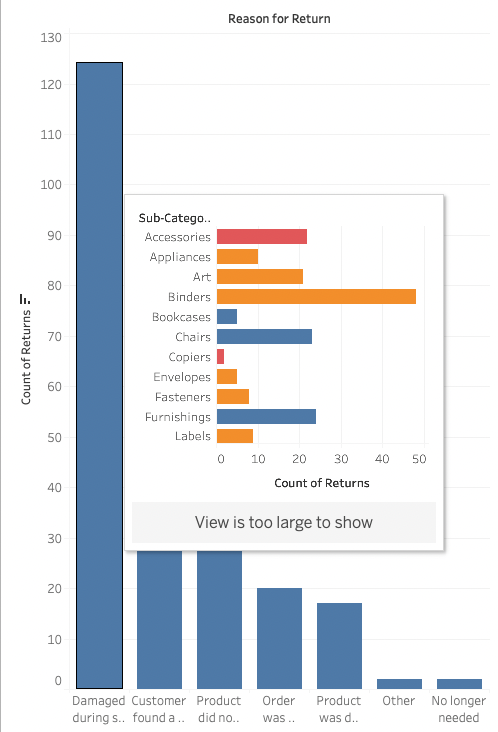 Reason for Return
130
120
110
100
90
80
70
60
50
40
30
20
10
0
Count of Returns
Sub-Catego..
Accessories
Appliances
Art
Binders
Bookcases
Chairs
Copiers
Envelopes
Fasteners
Furnishings
Labels
0 10 20 30 40 50
Count of Returns
View is too large to show
Damaged Customer Product Order Product Other No longer
during s.. found a .. did no.. was .. was d.. needed